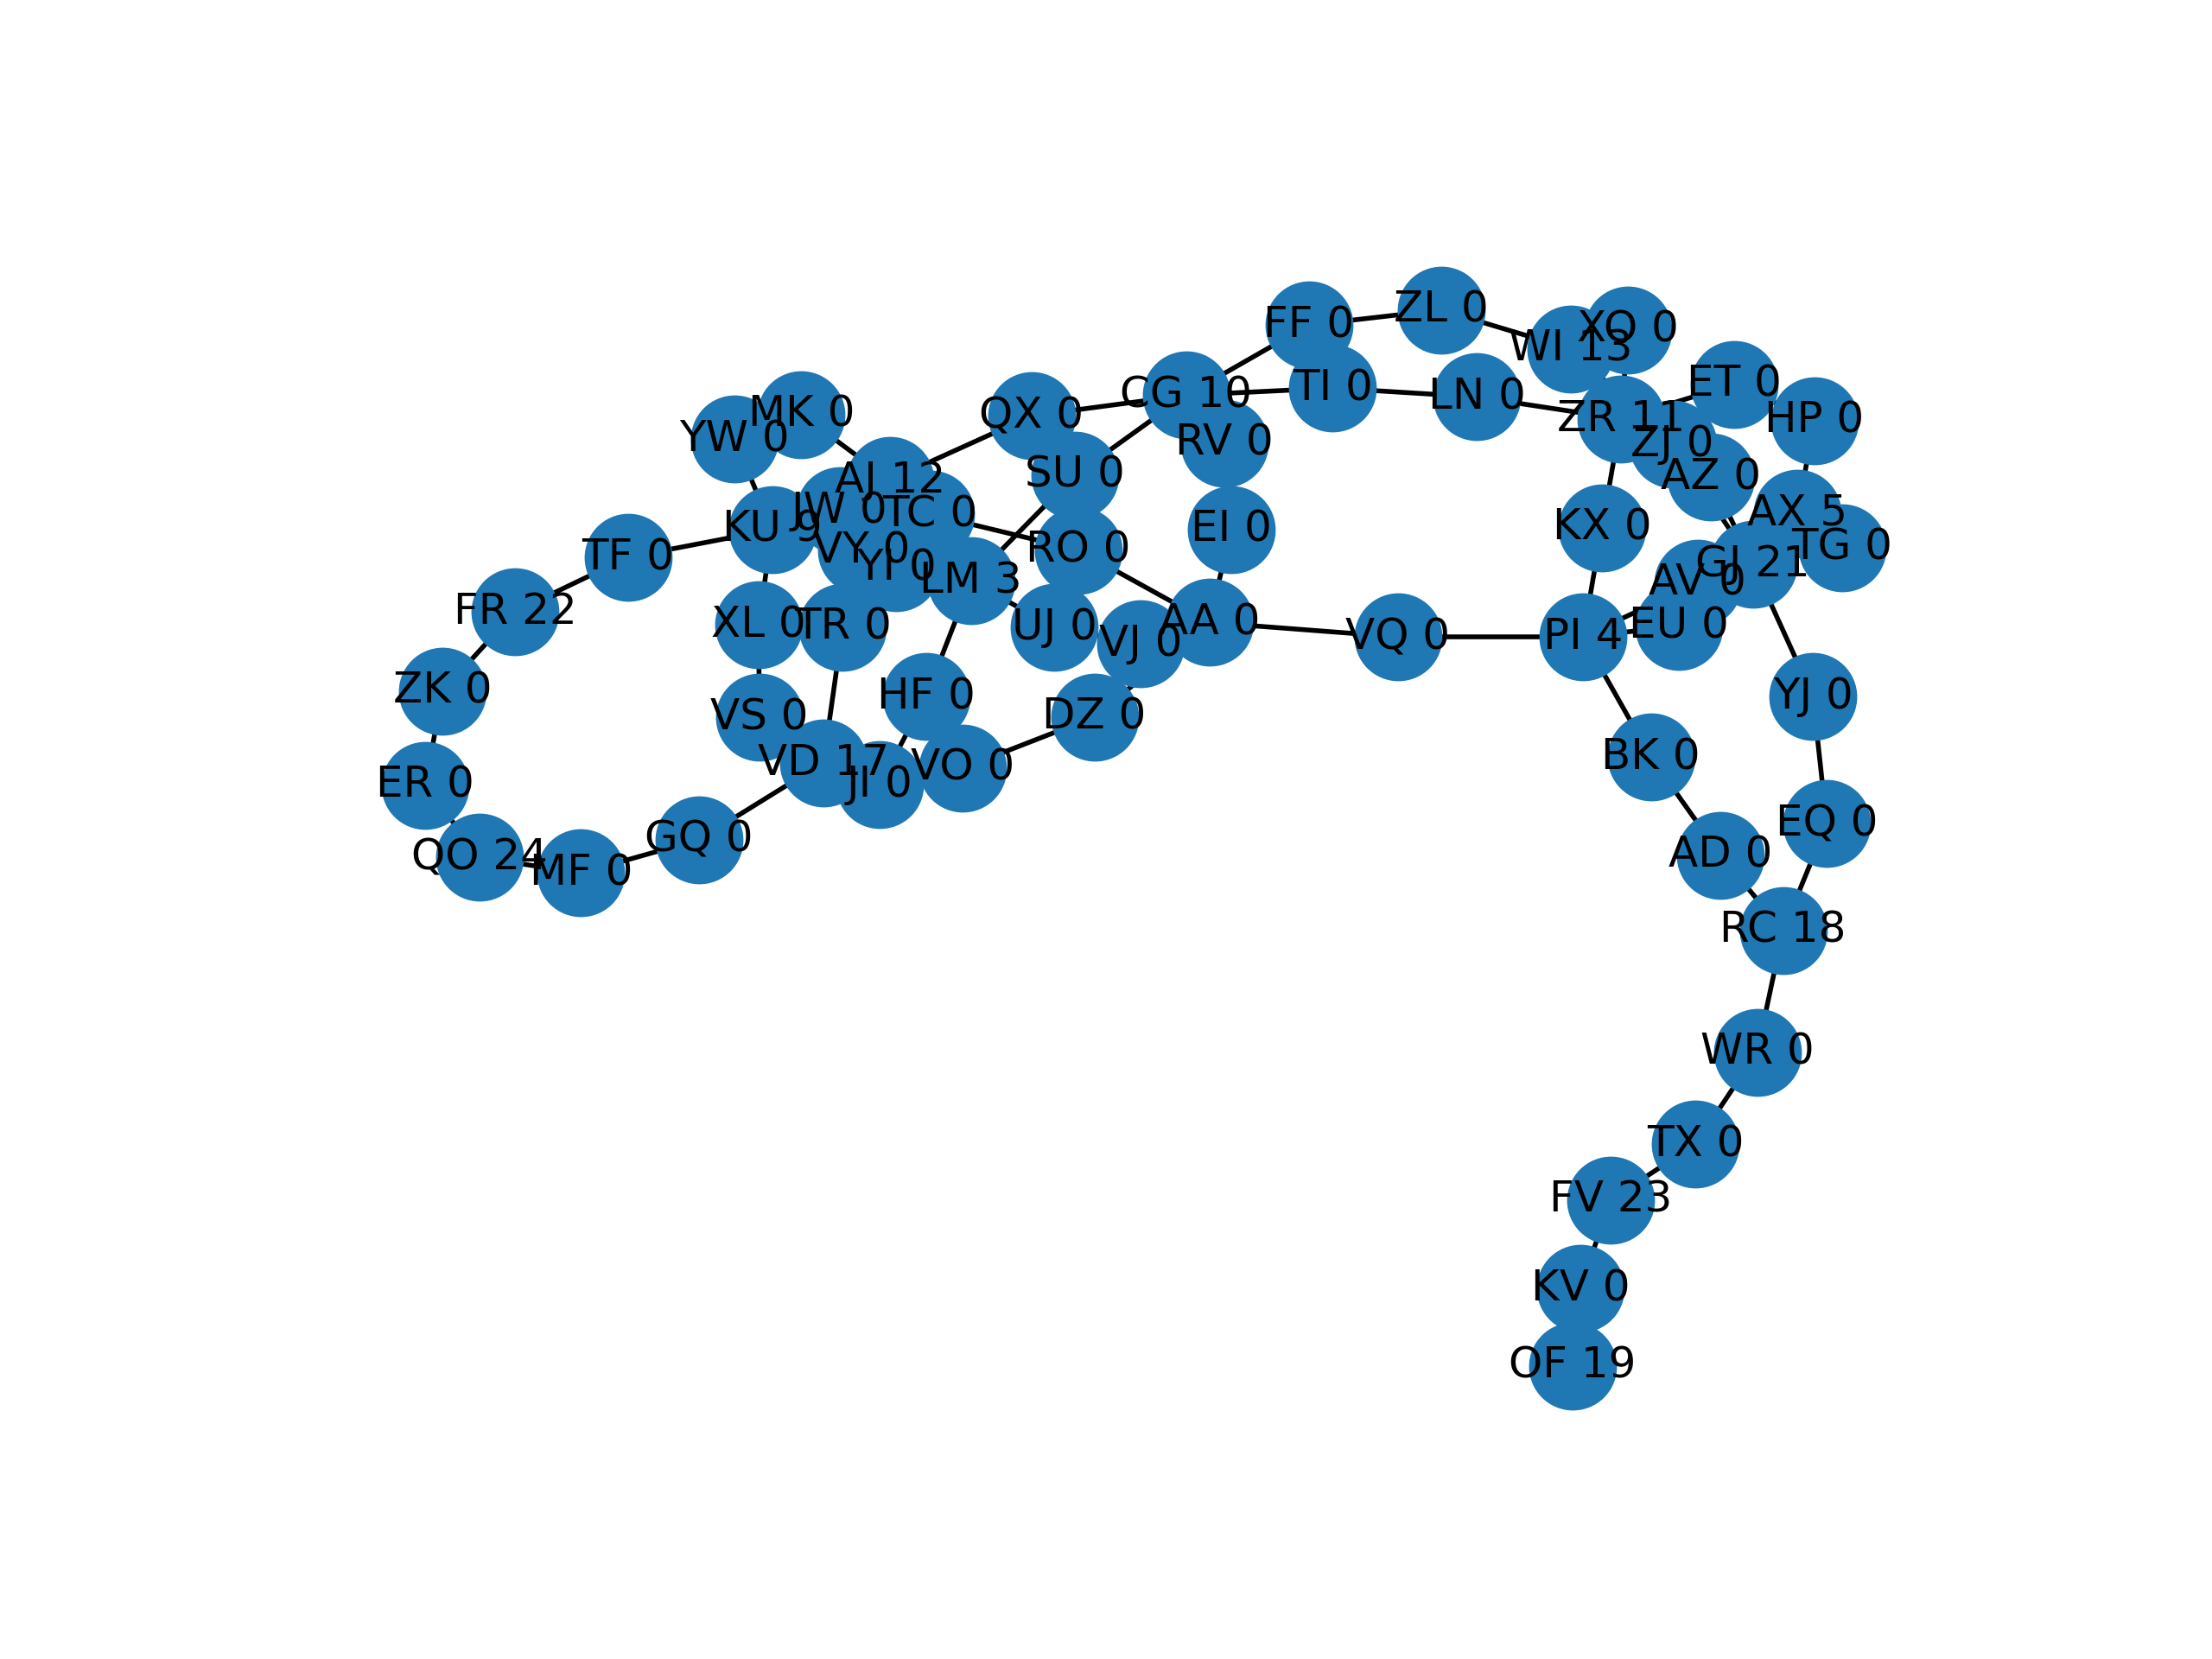 ZL 0
FF 0
XQ 0
WI 13
TI 0
ET 0
CG 10
LN 0
MK 0
QX 0
ZR 11
HP 0
YW 0
RV 0
ZJ 0
SU 0
AZ 0
AJ 12
JW 0
TC 0
AX 5
KU 9
KX 0
EI 0
TG 0
RO 0
VY 0
TF 0
GJ 21
YI 0
LM 3
AV 0
FR 22
AA 0
XL 0
TR 0
UJ 0
EU 0
PI 4
VQ 0
VJ 0
ZK 0
HF 0
YJ 0
VS 0
DZ 0
BK 0
VD 17
VO 0
ER 0
JI 0
EQ 0
GQ 0
AD 0
QO 24
MF 0
RC 18
WR 0
TX 0
FV 23
KV 0
OF 19